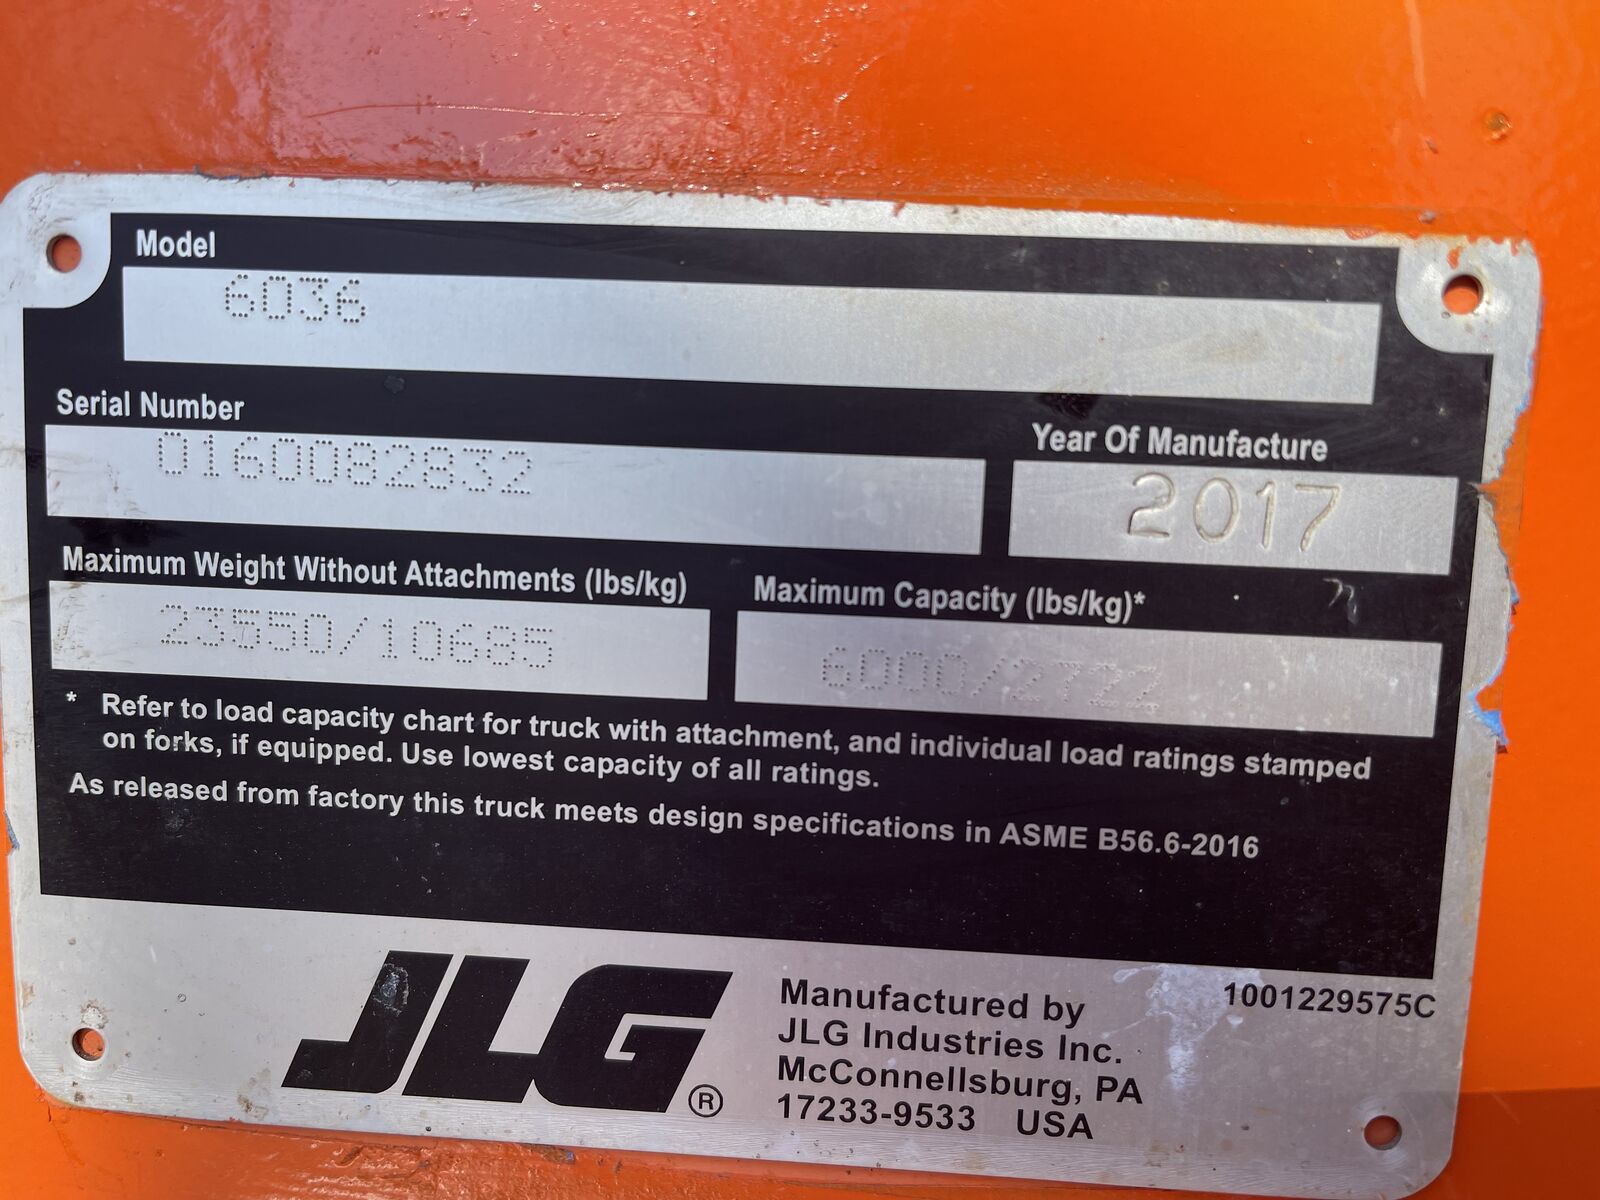 Model
6036
Serial Number
0160082832
Year Of Manufacture
2017
Maximum Weight Without Attachments (lbs/kg)
23550/10685
Maximum Capacity (lbs/kg)*
* Refer to load capacity chart for truck with attachment, and individual load ratings stamped
on forks, if equipped. Use lowest capacity of all ratings.
As released from factory this truck meets design specifications in ASME B56.6-2016
JLG®
Manufactured by
JLG Industries Inc.
McConnellsburg, PA
17233-9533 USA
1001229575C